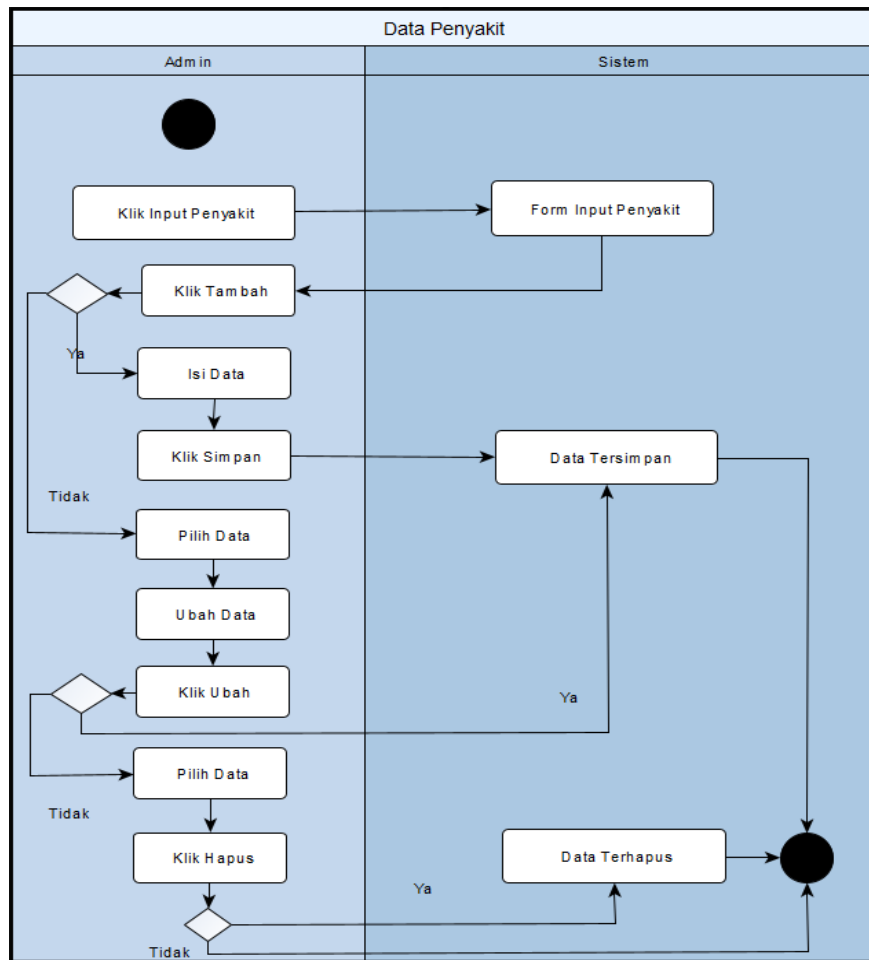 Data Penyakit
Admin
Sistem
Klik Input Penyakit
Form Input Penyakit
Klik Tambah
Ya
Isi Data
Klik Simpan
Data Tersimpan
Tidak
Pilih Data
Ubah Data
Klik Ubah
Ya
Pilih Data
Tidak
Klik Hapus
Data Terhapus
Ya
Tidak